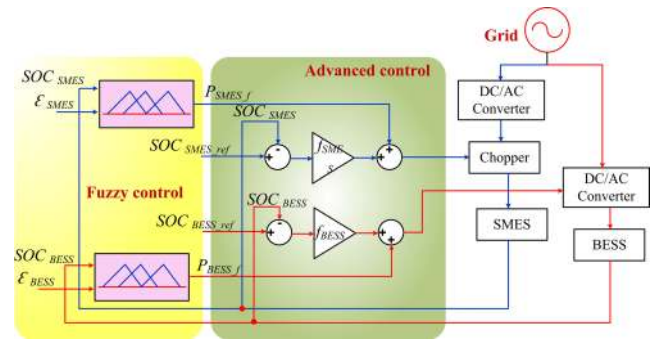 Grid
Advanced control
SOC SMES
P SMES_f
DC/AC
Converter
ε SMES
SOC SMES
SOC SMES_ref
-
+
f SME
S
+
+
Chopper
Fuzzy control
SOC BESS
DC/AC
Converter
SOC BESS_ref
-
+
f BESS
+
+
SMES
BESS
SOC BESS
P BESS_f
ε BESS